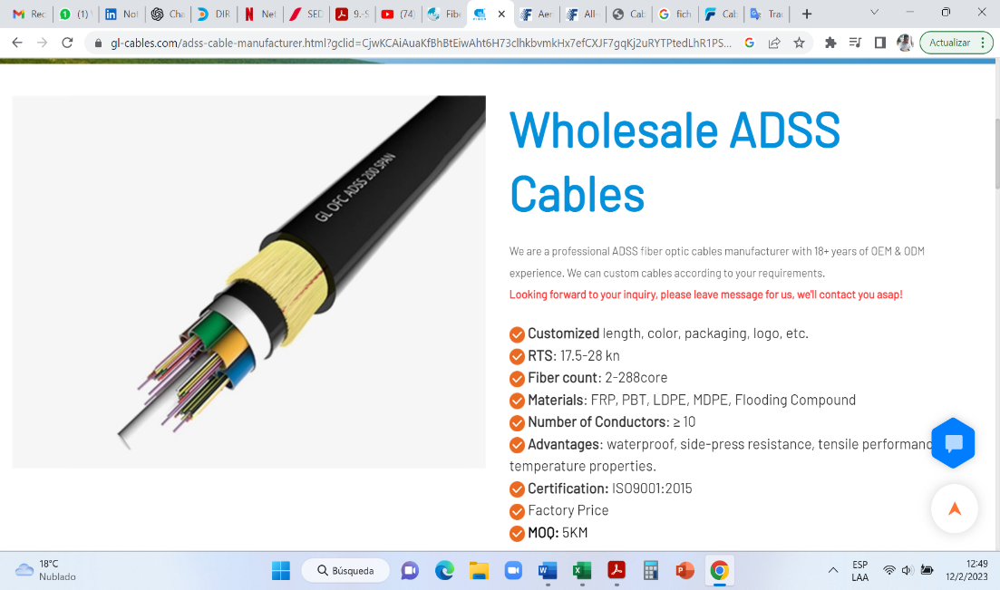 Rec
(1)
Not
Cha
DIR
Net
SED
9.-S
(74)
Fibe
Aer
All-
Cab
fich
Cab
Tra
gl-cables.com/adss-cable-manufacturer.html?gclid=CjwKCAiAuaKfBhBtEiwAht6H73clhkbvmkHx7efCXJF7gqKj2uRYTPtedLhR1PS...
Actualizar
GL OFC ADSS 200 SPAN
Wholesale ADSS
Cables
We are a professional ADSS fiber optic cables manufacturer with 18+ years of OEM & ODM
experience. We can custom cables according to your requirements.
Looking forward to your inquiry, please leave message for us, we'll contact you asap!
Customized length, color, packaging, logo, etc.
RTS: 17.5-28 kn
Fiber count: 2-288core
Materials: FRP, PBT, LDPE, MDPE, Flooding Compound
Number of Conductors: ≥ 10
Advantages: waterproof, side-press resistance, tensile performanc
temperature properties.
Certification: ISO9001:2015
Factory Price
MOQ: 5KM
18°C
Nublado
Búsqueda
ESP
LAA
12:49
12/2/2023